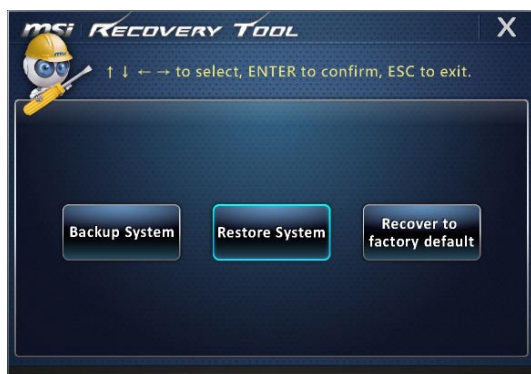 msi RECOVERY TOOL X
↑ ↓ ← → to select, ENTER to confirm, ESC to exit.
Backup System
Restore System
Recover to
factory default